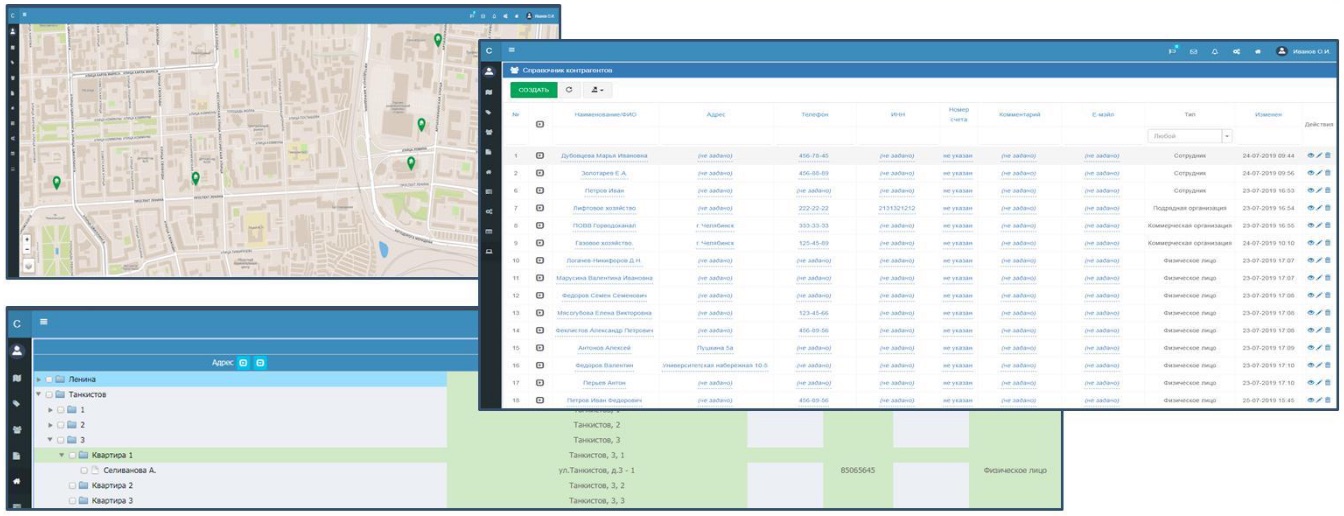 С
Иванов О.И.
УЛИЦА КАРЛА МАРКСА
ПРОСПЕКТ ЛЕНИНА
С
Иванов О.И.
Справочник контрагентов
СОЗДАТЬ
№ Наименование/ФИО Адрес Телефон ИНН Номер счета Комментарий Е-мэйл Тип Изменен Действия
Любой
1 Дубовцева Марья Ивановна (не задано) 456-78-45 (не задано) не указан (не задано) (не задано) Сотрудник 24-07-2019 09:44
2 Золотарев Е.А. (не задано) (не задано) не указан (не задано) (не задано) Сотрудник 24-07-2019 09:56
6 Петров Иван (не задано) (не задано) (не задано) не указан (не задано) (не задано) Сотрудник 23-07-2019 16:53
7 Лифтовое хозяйство (не задано) 222-22-22 2131321212 не указан (не задано) (не задано) Подрядная организация 23-07-2019 16:54
8 ПОВВ Горводоканал г. Челябинск 333-33-33 (не задано) не указан (не задано) (не задано) Коммерческая организация 23-07-2019 16:55
9 Газовое хозяйство г. Челябинск 125-45-89 (не задано) не указан (не задано) (не задано) Коммерческая организация 24-07-2019 10:10
10 Логачев-Никифоров Д.Н. (не задано) (не задано) (не задано) не указан (не задано) (не задано) Физическое лицо 23-07-2019 17:07
11 Марусина Валентина Ивановна (не задано) (не задано) (не задано) не указан (не задано) (не задано) Физическое лицо 23-07-2019 17:07
12 Федоров Семен Семенович (не задано) (не задано) (не задано) не указан (не задано) (не задано) Физическое лицо 23-07-2019 17:08
13 Мясогубова Елена Викторовна (не задано) 123-45-66 (не задано) не указан (не задано) (не задано) Физическое лицо 23-07-2019 17:08
14 Феклистов Александр Петрович (не задано) 456-89-56 (не задано) не указан (не задано) (не задано) Физическое лицо 23-07-2019 17:08
15 Антонов Алексей Пушкина 5а (не задано) (не задано) не указан (не задано) (не задано) Физическое лицо 23-07-2019 17:09
16 Федоров Валентин Университетская набережная 10-5 (не задано) (не задано) не указан (не задано) (не задано) Физическое лицо 23-07-2019 17:10
17 Перьев Антон (не задано) (не задано) (не задано) не указан (не задано) (не задано) Физическое лицо 23-07-2019 17:10
18 Петров Иван Федорович (не задано) 456-89-56 (не задано) не указан (не задано) (не задано) Физическое лицо 25-07-2019 15:45
С
Адрес
Ленина
Танкистов
1
2 Танкистов, 2
3 Танкистов, 3
Квартира 1 Танкистов, 3, 1
Селиванова А. ул.Танкистов, д.3 - 1 85065645 Физическое лицо
Квартира 2 Танкистов, 3, 2
Квартира 3 Танкистов, 3, 3